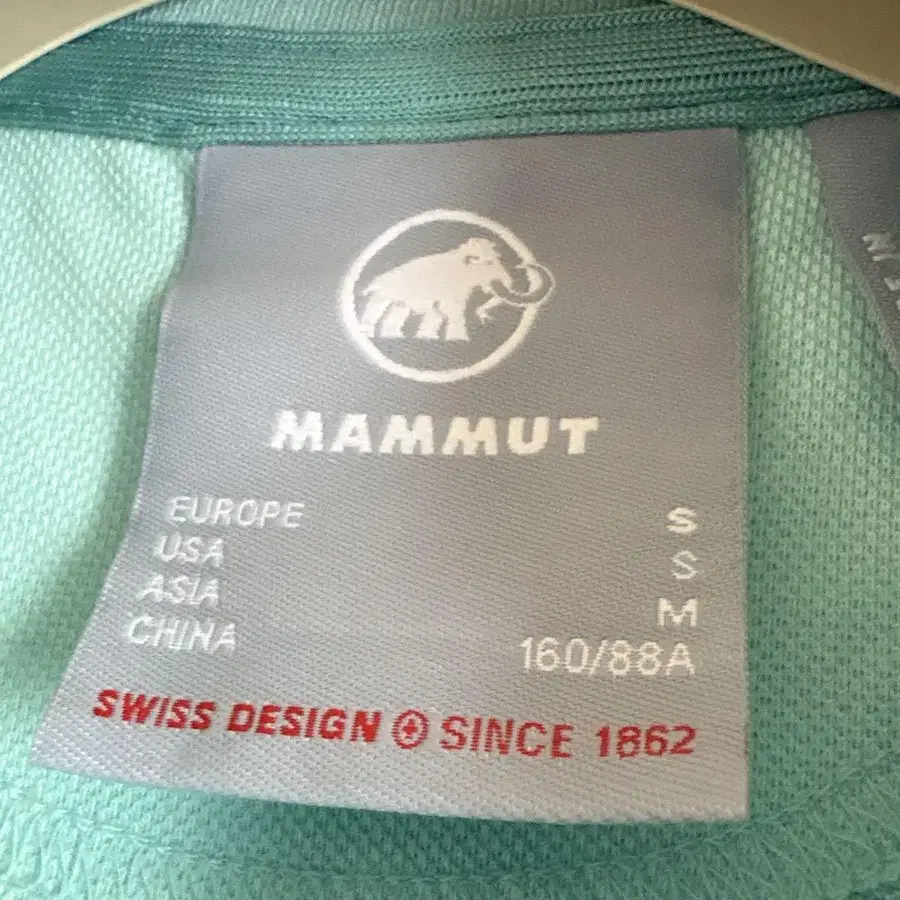 MAMMUT
EUROPE S
USA S
ASIA M
CHINA 160/88A
SWISS DESIGN SINCE 1862